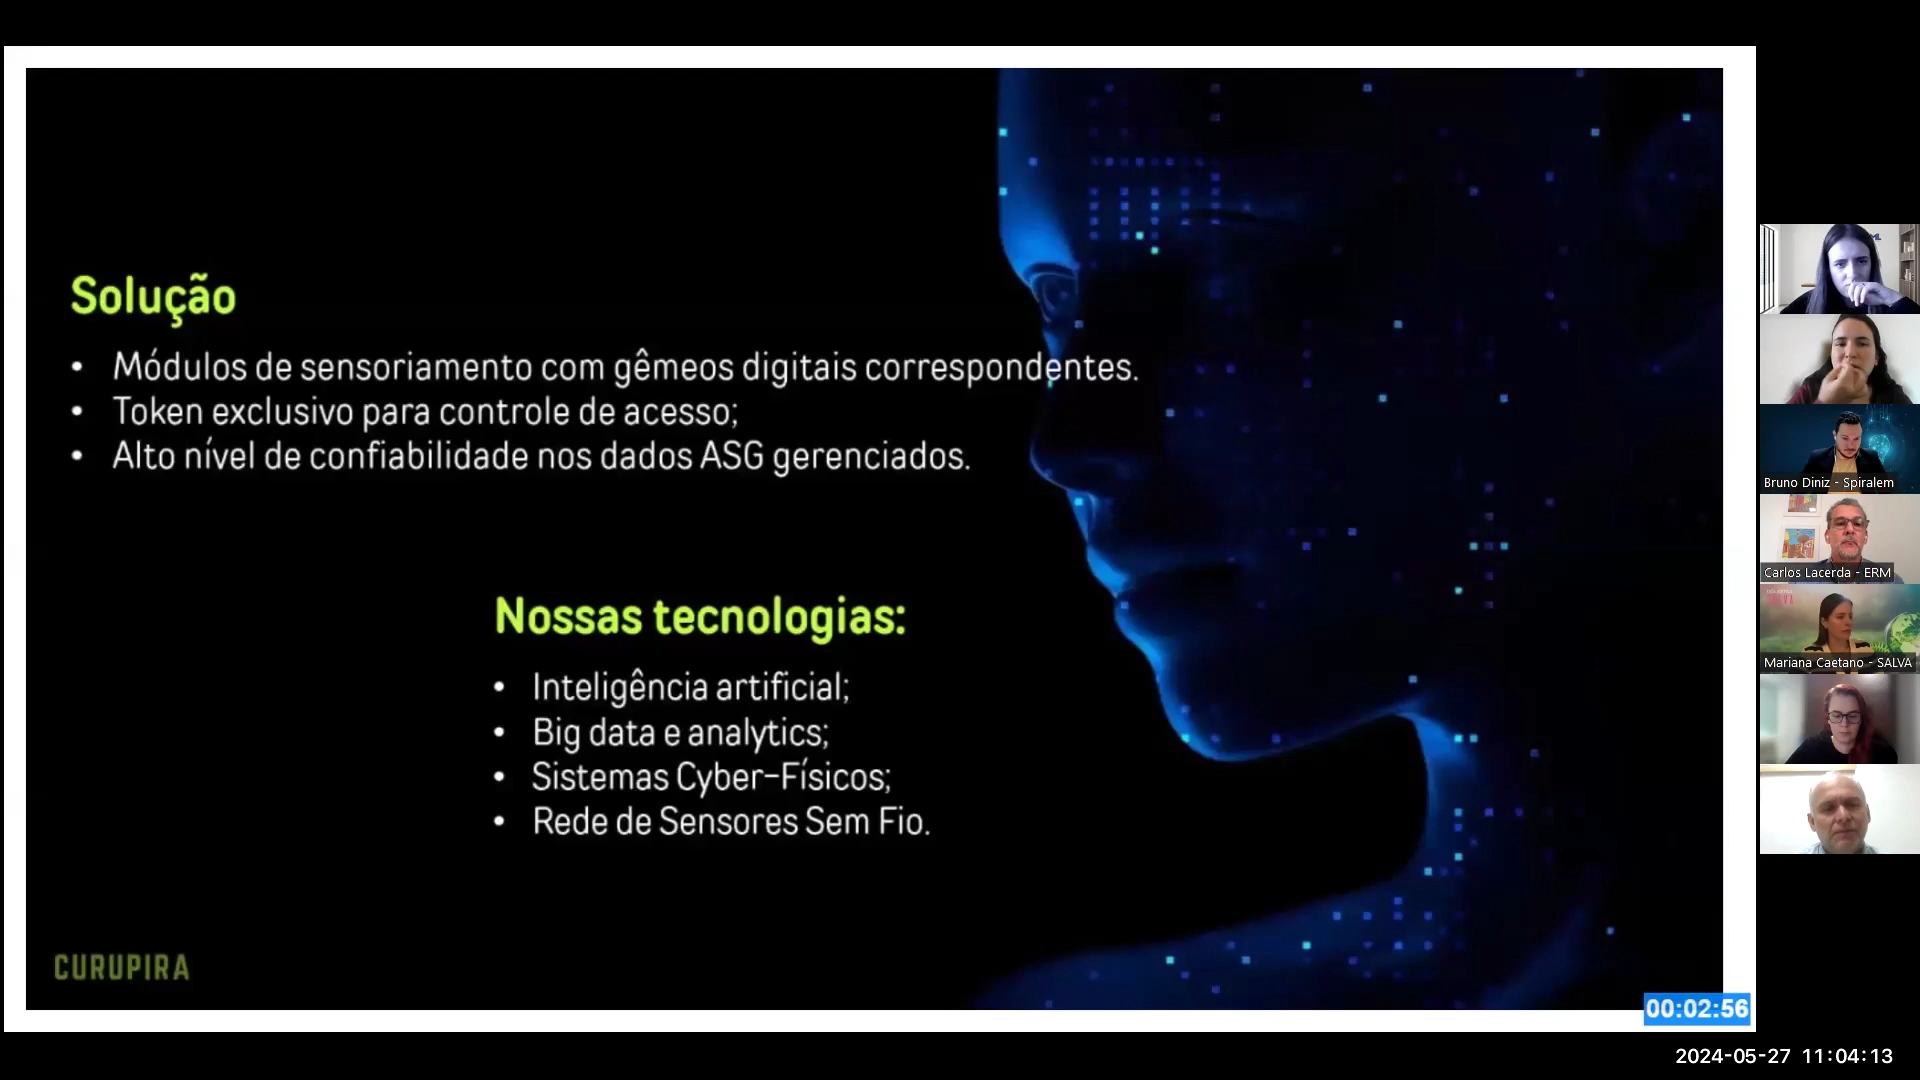 Solução
• Módulos de sensoriamento com gêmeos digitais correspondentes.
• Token exclusivo para controle de acesso;
• Alto nível de confiabilidade nos dados ASG gerenciados.
Nossas tecnologias:
• Inteligência artificial;
• Big data e analytics;
• Sistemas Cyber-Físicos;
• Rede de Sensores Sem Fio.
CURUPIRA
00:02:56
Bruno Diniz - Spiralem
Carlos Lacerda - ERM
SALVA
Mariana Caetano - SALVA
2024-05-27 11:04:13